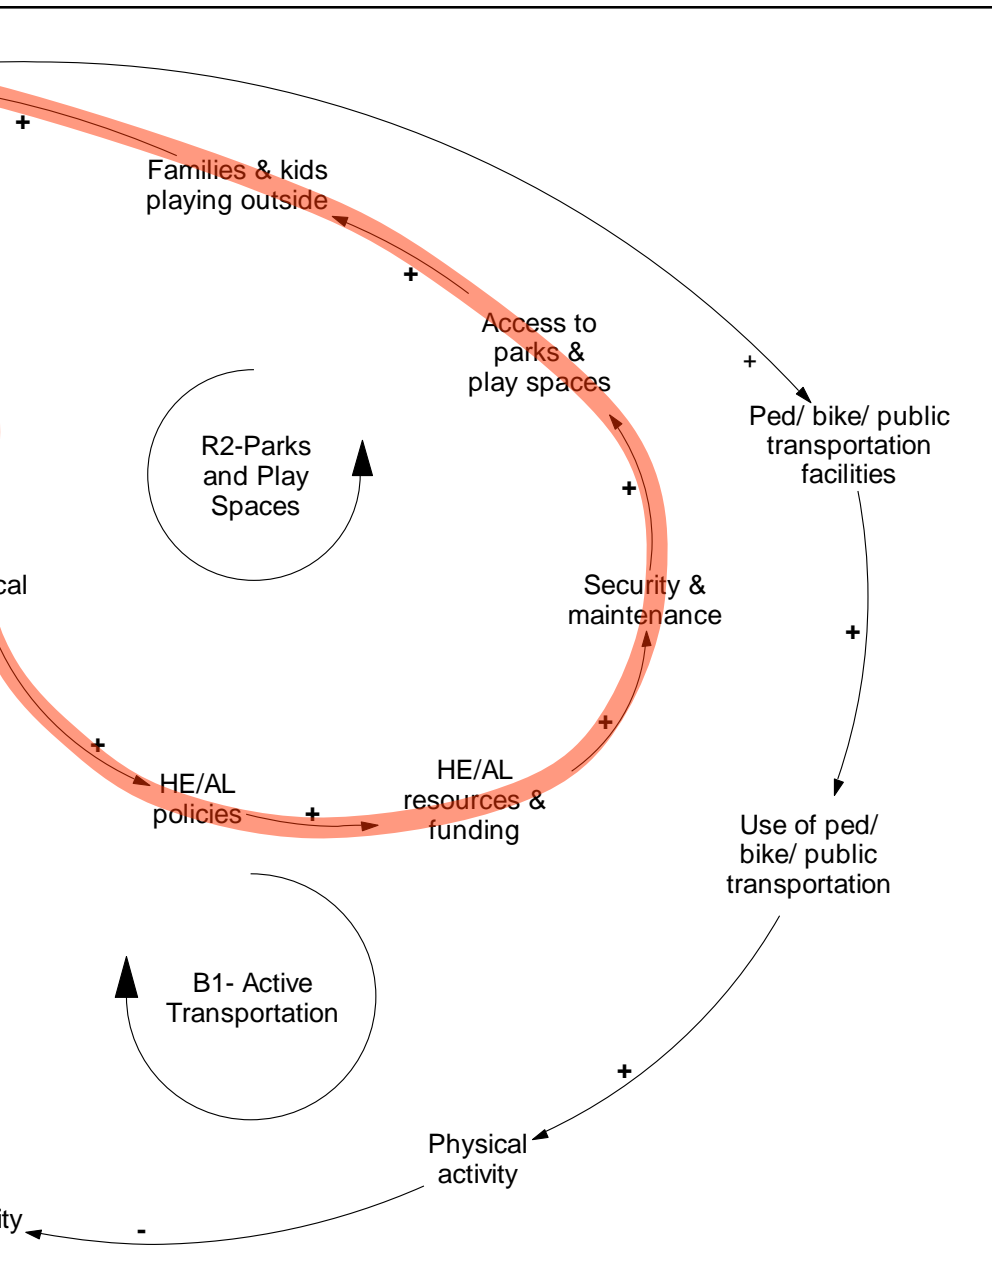 +
Families & kids
playing outside
+
Access to
parks &
play spaces
+
Ped/ bike/ public
transportation
facilities
R2-Parks
and Play
Spaces
+
cal
Security &
maintenance
+
+
+
HE/AL
policies
+
HE/AL
resources &
funding
Use of ped/
bike/ public
transportation
B1- Active
Transportation
+
Physical
activity
ity
-